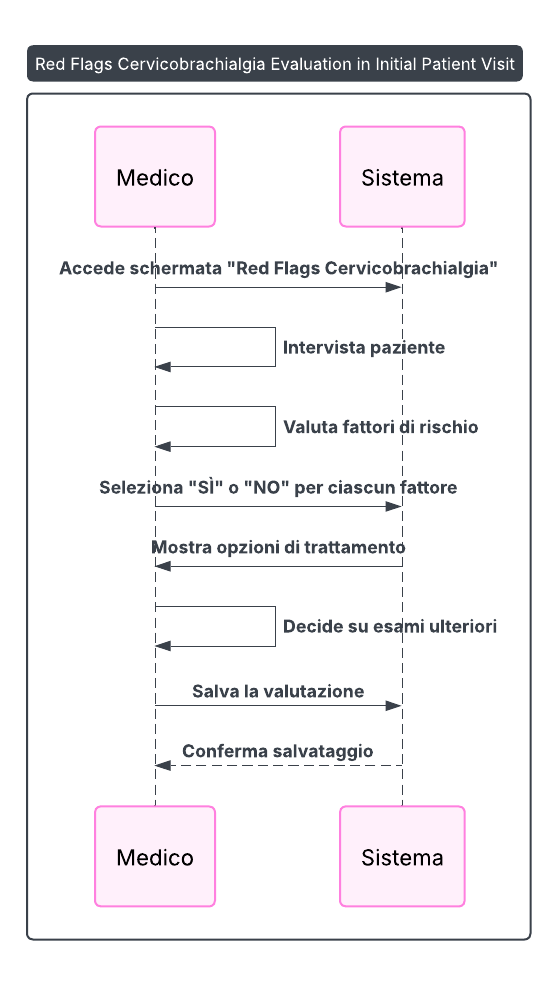 Red Flags Cervicobrachialgia Evaluation in Initial Patient Visit
Medico
Sistema
Accede schermata "Red Flags Cervicobrachialgia"
Intervista paziente
Valuta fattori di rischio
Seleziona "SÌ" o "NO" per ciascun fattore
Mostra opzioni di trattamento
Decide su esami ulteriori
Salva la valutazione
Conferma salvataggio
Medico
Sistema